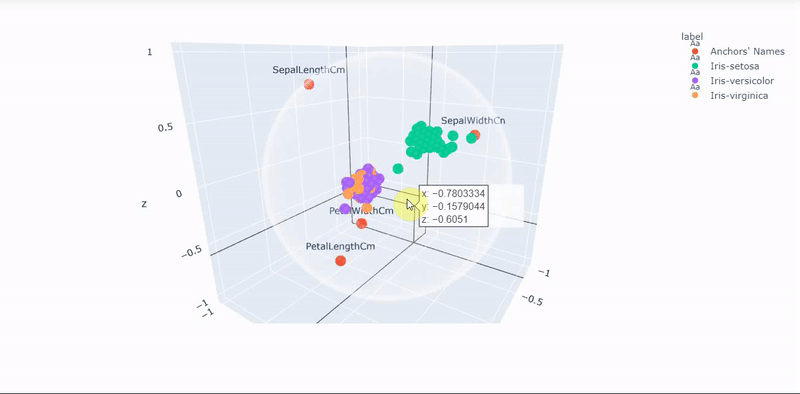 label
Aa
Anchors' Names
Aa
Iris-setosa
Aa
Iris-versicolor
Aa
Iris-virginica
1
0.5
z
0
−0.5
−1
−1
SepalLengthCm
SepalWidthCm
x: −0.7803334
y: −0.1579044
z: −0.6051
PetalWidthCm
PetalLengthCm
−1
−0.5